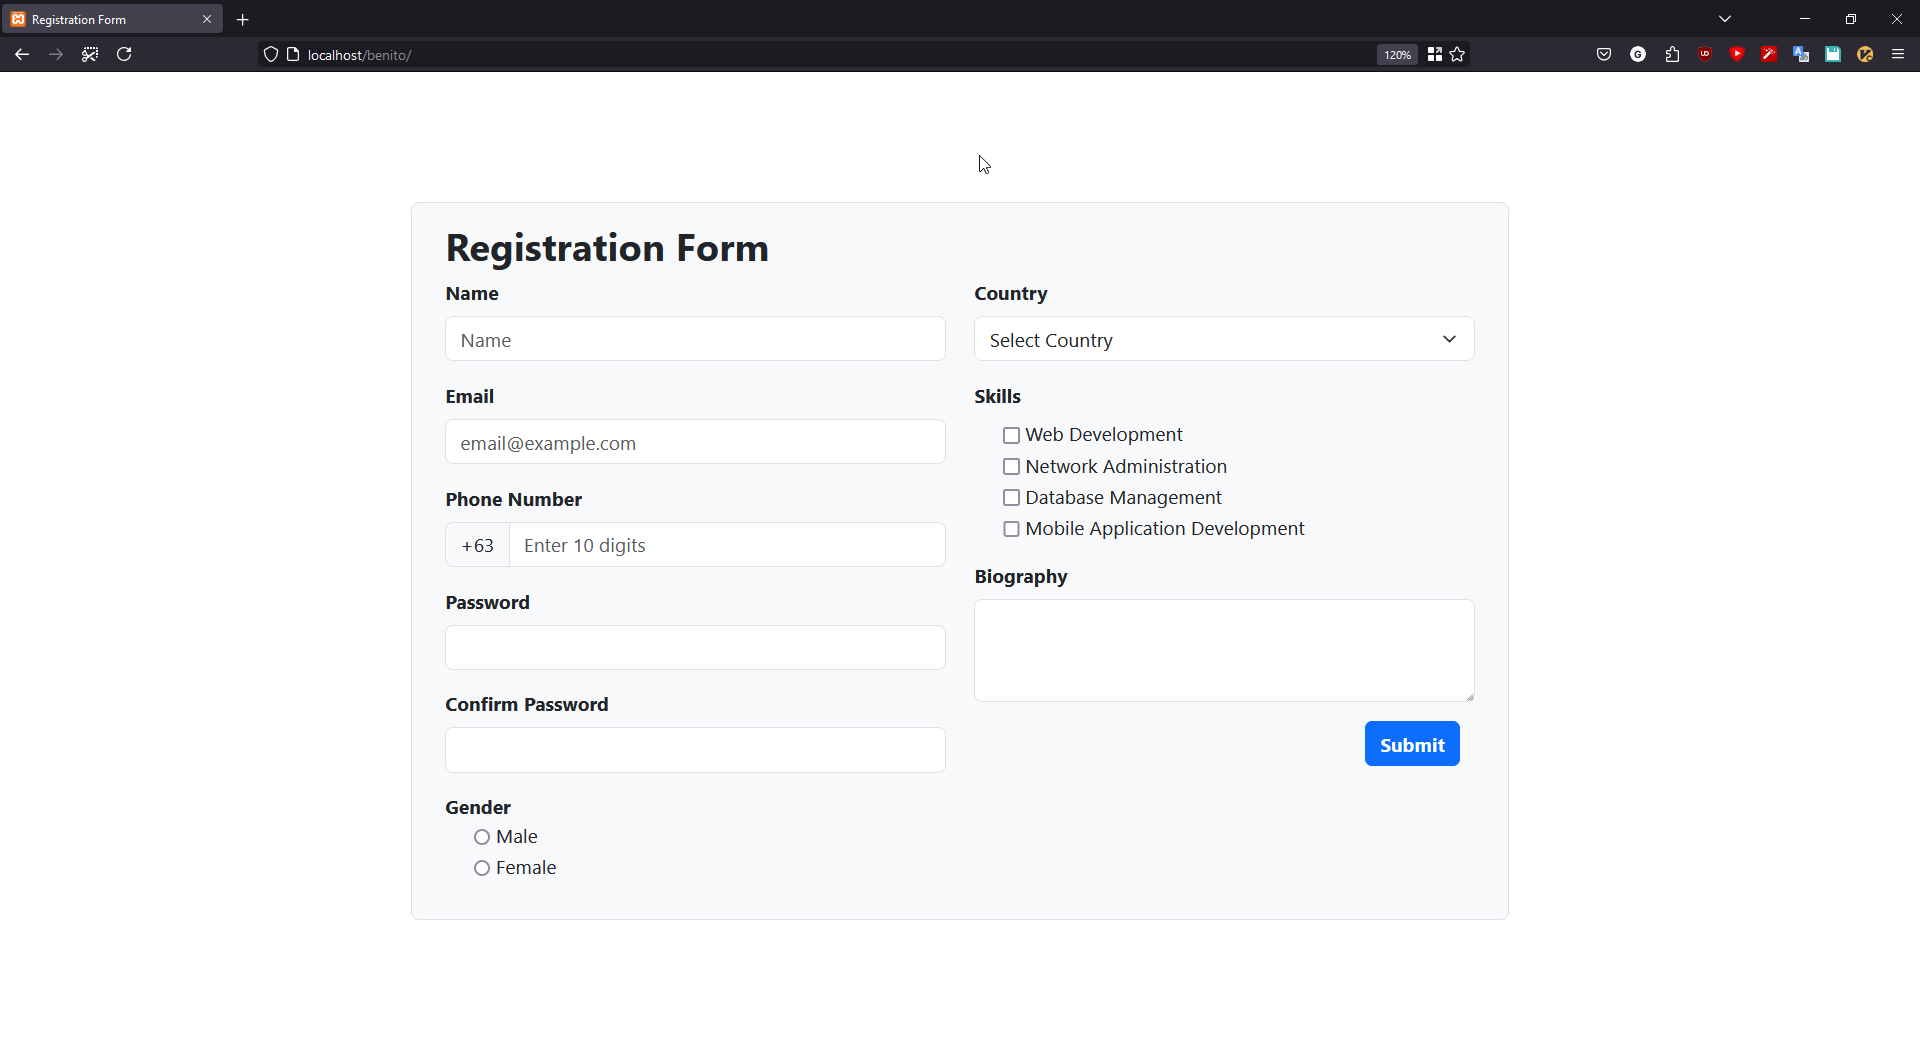 Registration Form
localhost/benito/
120%
Registration Form
Name
Name
Email
email@example.com
Phone Number
+63 Enter 10 digits
Password
Confirm Password
Gender
Male
Female
Country
Select Country
Skills
Web Development
Network Administration
Database Management
Mobile Application Development
Biography
Submit